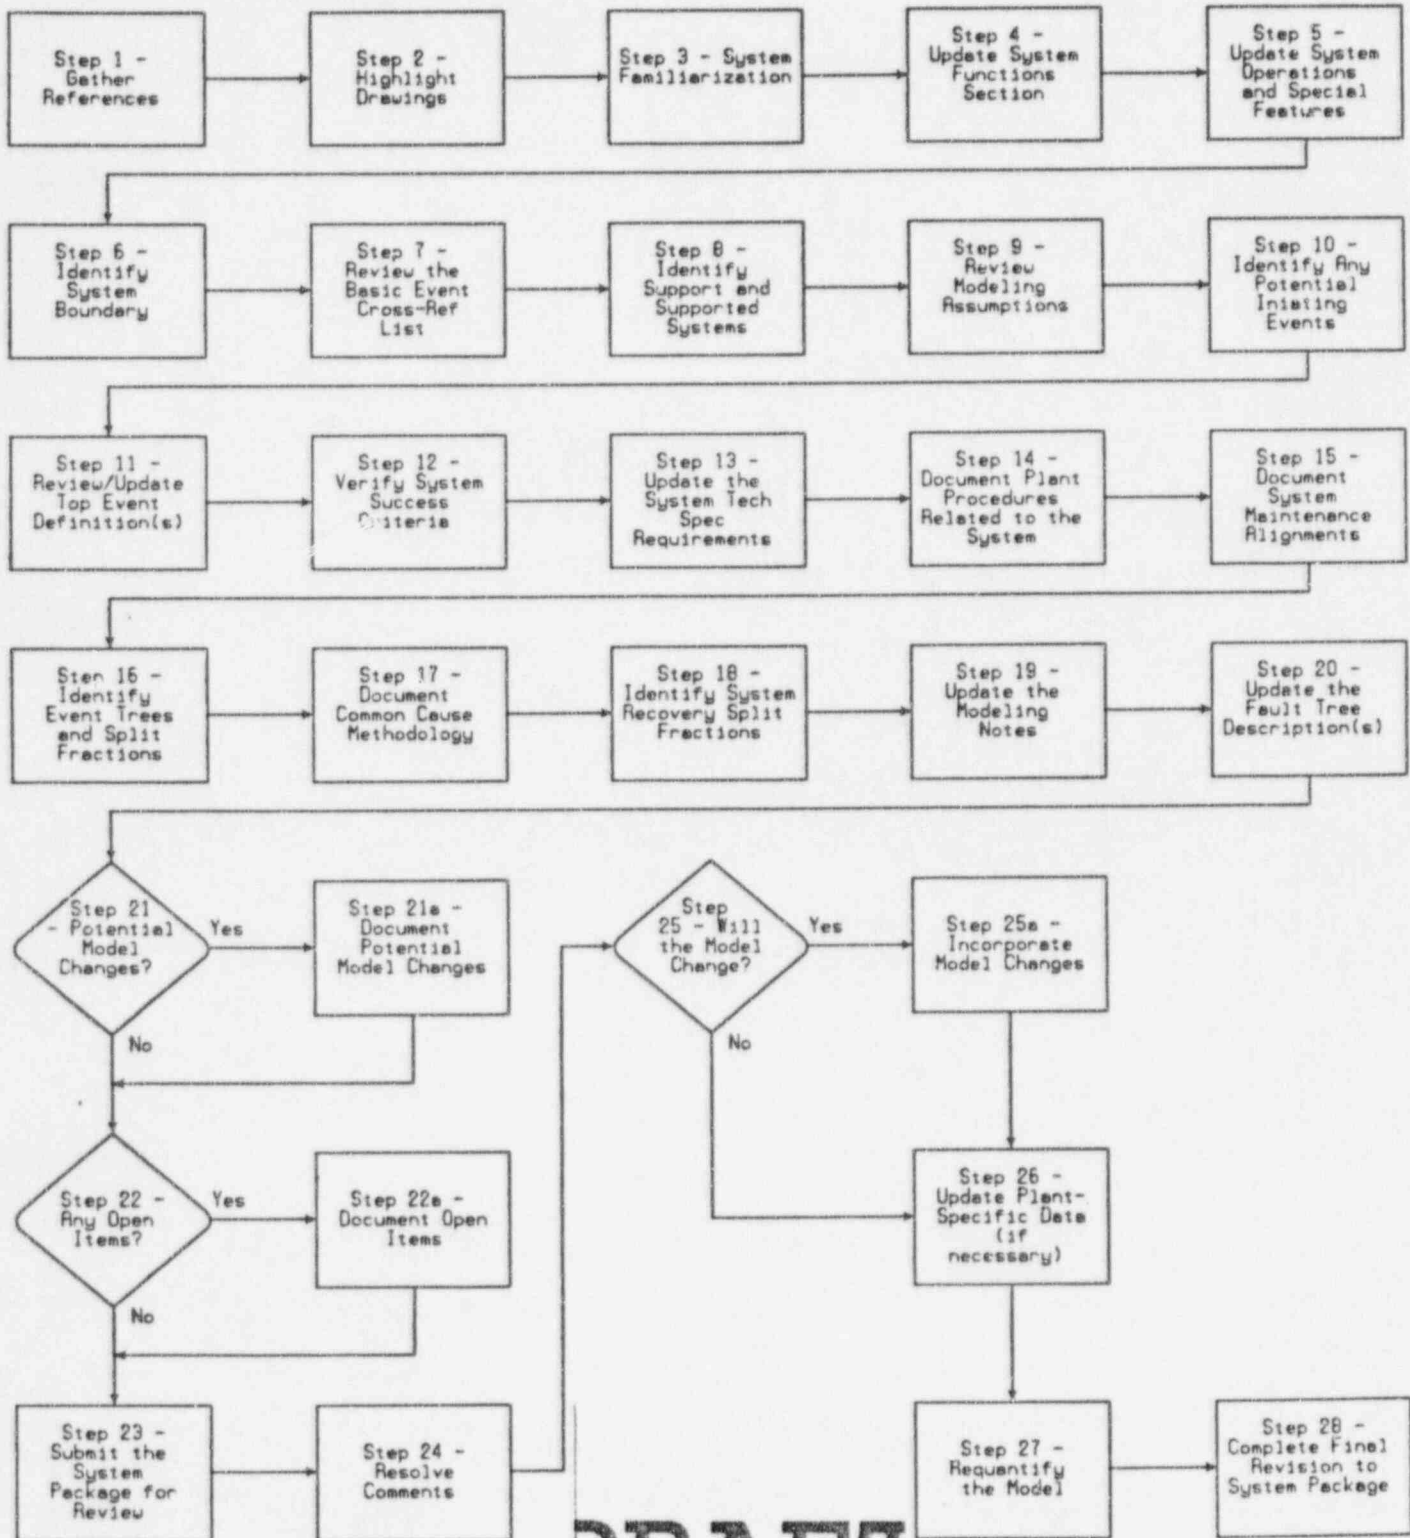 Step 1 -
Gather
References
Step 2 -
Highlight
Drawings
Step 3 - System
Familiarization
Step 4 -
Update System
Functions
Section
Step 5 -
Update System
Operations
and Special
Features
Step 6 -
Identify
System
Boundary
Step 7 -
Review the
Basic Event
Cross-Ref
List
Step 8 -
Identify
Support and
Supported
Systems
Step 9 -
Review
Modeling
Assumptions
Step 10 -
Identify Any
Potential
Iniating
Events
Step 11 -
Review/Update
Top Event
Definition(s)
Step 12 -
Verify System
Success
Criteria
Step 13 -
Update the
System Tech
Spec
Requirements
Step 14 -
Document Plant
Procedures
Related to the
System
Step 15 -
Document
System
Maintenance
Alignments
Step 16 -
Identify
Event Trees
and Split
Fractions
Step 17 -
Document
Common Cause
Methodology
Step 18 -
Identify System
Recovery Split
Fractions
Step 19 -
Update the
Modeling
Notes
Step 20 -
Update the
Fault Tree
Description(s)
Step 21
- Potential
Model
Changes?
Yes
No
Step 21a -
Document
Potential
Model Changes
Step 22 -
Any Open
Items?
Yes
No
Step 22a -
Document Open
Items
Step 23 -
Submit the
System
Package for
Review
Step 24 -
Resolve
Comments
Step
25 - Will
the Model
Change?
Yes
No
Step 25a -
Incorporate
Model Changes
Step 26 -
Update Plant-
Specific Data
(if
necessary)
Step 27 -
Requantify
the Model
Step 28 -
Complete Final
Revision to
System Package
DRAFT